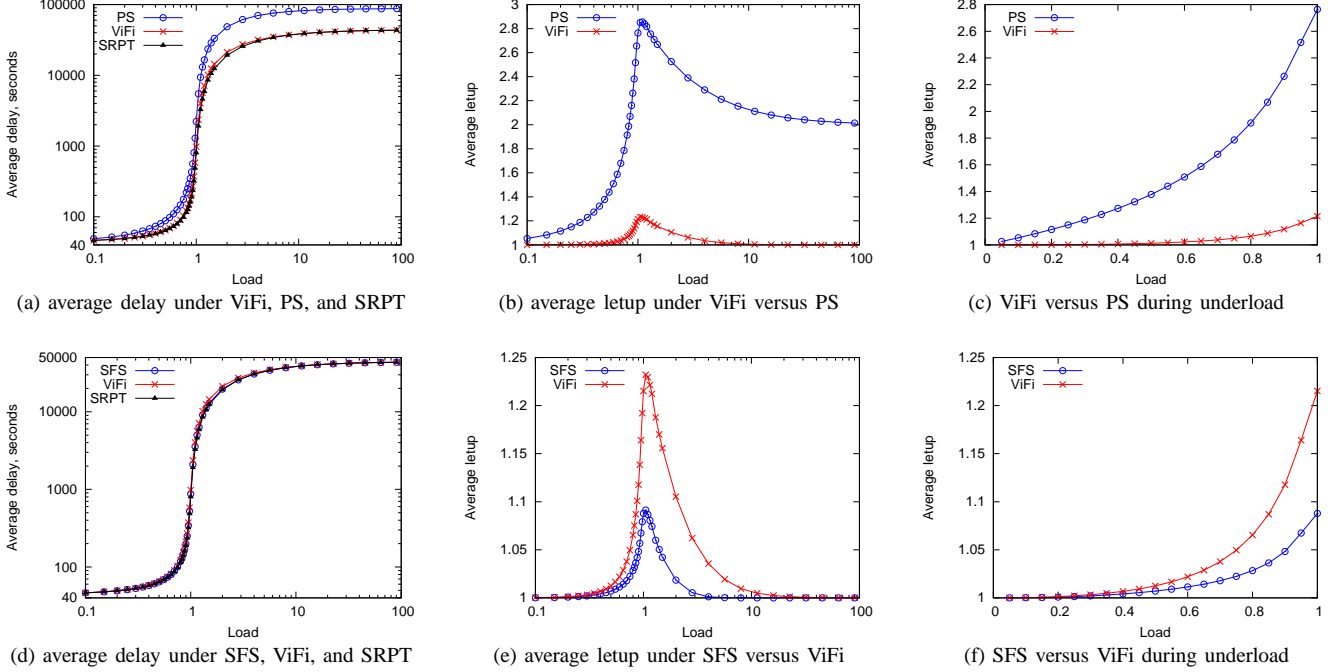 100000
10000
1000
100
40
0.1
1
10
100
Average delay, seconds
Load
PS
ViFi
SRPT
(a) average delay under ViFi, PS, and SRPT
3
2.8
2.6
2.4
2.2
2
1.8
1.6
1.4
1.2
1
0.1
1
10
100
Average letup
Load
PS
ViFi
(b) average letup under ViFi versus PS
2.8
2.6
2.4
2.2
2
1.8
1.6
1.4
1.2
1
0
0.2
0.4
0.6
0.8
1
Average letup
Load
PS
ViFi
(c) ViFi versus PS during underload
50000
10000
1000
100
40
0.1
1
10
100
Average delay, seconds
Load
SFS
ViFi
SRPT
(d) average delay under SFS, ViFi, and SRPT
1.25
1.2
1.15
1.1
1.05
1
0.1
1
10
100
Average letup
Load
SFS
ViFi
(e) average letup under SFS versus ViFi
1.25
1.2
1.15
1.1
1.05
1
0
0.2
0.4
0.6
0.8
1
Average letup
Load
SFS
ViFi
(f) SFS versus ViFi during underload